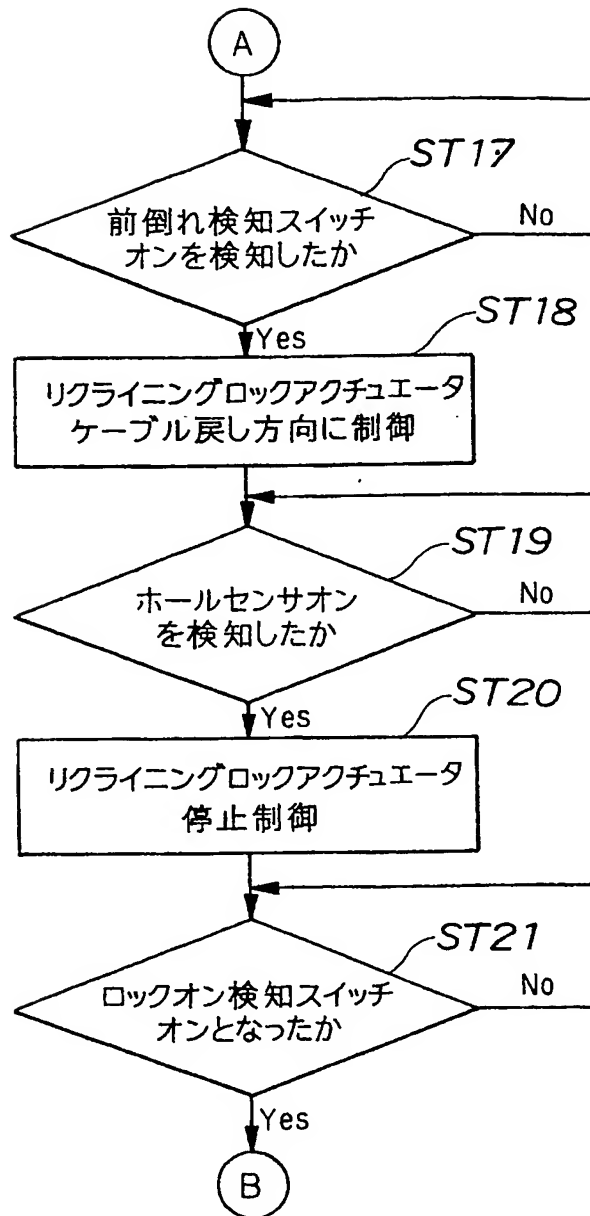 A
ST17
前倒れ検知スイッチ
オンを検知したか
No
Yes
ST18
リクライニングロックアクチュエータ
ケーブル戻し方向に制御
ST19
ホールセンサオン
を検知したか
No
Yes
ST20
リクライニングロックアクチュエータ
停止制御
ST21
ロックオン検知スイッチ
オンとなったか
No
Yes
B